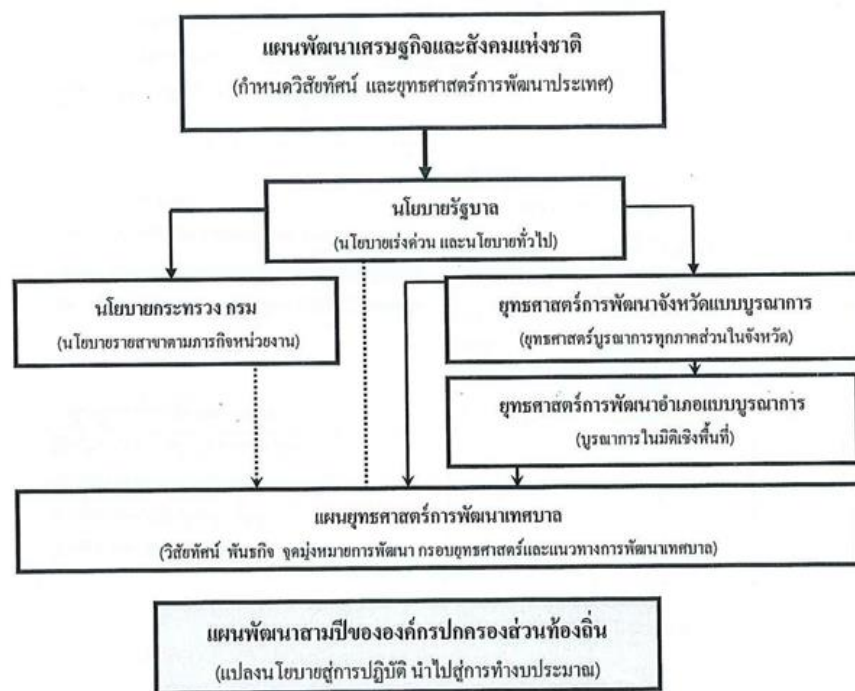 แผนพัฒนาเศรษฐกิจและสังคมแห่งชาติ
(กำหนดวิสัยทัศน์ และยุทธศาสตร์การพัฒนาประเทศ)
นโยบายรัฐบาล
(นโยบายเร่งด่วน และนโยบายทั่วไป)
นโยบายกระทรวง กรม
(นโยบายรายสาขาตามภารกิจหน่วยงาน)
ยุทธศาสตร์การพัฒนาจังหวัดแบบบูรณาการ
(ยุทธศาสตร์บูรณาการทุกภาคส่วนในจังหวัด)
ยุทธศาสตร์การพัฒนาอำเภอแบบบูรณาการ
(บูรณาการในมิติเชิงพื้นที่)
แผนยุทธศาสตร์การพัฒนาเทศบาล
(วิสัยทัศน์ พันธกิจ จุดมุ่งหมายการพัฒนา กรอบยุทธศาสตร์และแนวทางการพัฒนาเทศบาล)
แผนพัฒนาสามปีขององค์กรปกครองส่วนท้องถิ่น
(แปลงนโยบายสู่การปฏิบัติ นำไปสู่การทำงบประมาณ)